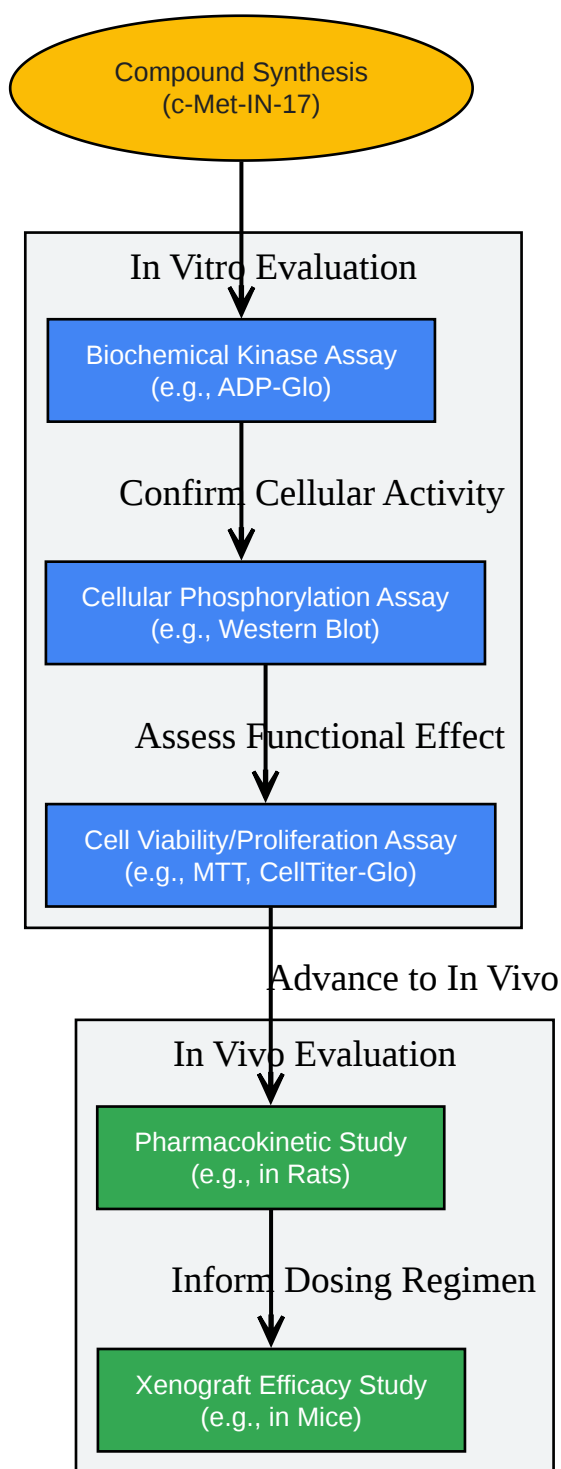 Compound Synthesis
(c-Met-IN-17)
In Vitro Evaluation
Biochemical Kinase Assay
(e.g., ADP-Glo)
Confirm Cellular Activity
Cellular Phosphorylation Assay
(e.g., Western Blot)
Assess Functional Effect
Cell Viability/Proliferation Assay
(e.g., MTT, CellTiter-Glo)
Advance to In Vivo
In Vivo Evaluation
Pharmacokinetic Study
(e.g., in Rats)
Inform Dosing Regimen
Xenograft Efficacy Study
(e.g., in Mice)